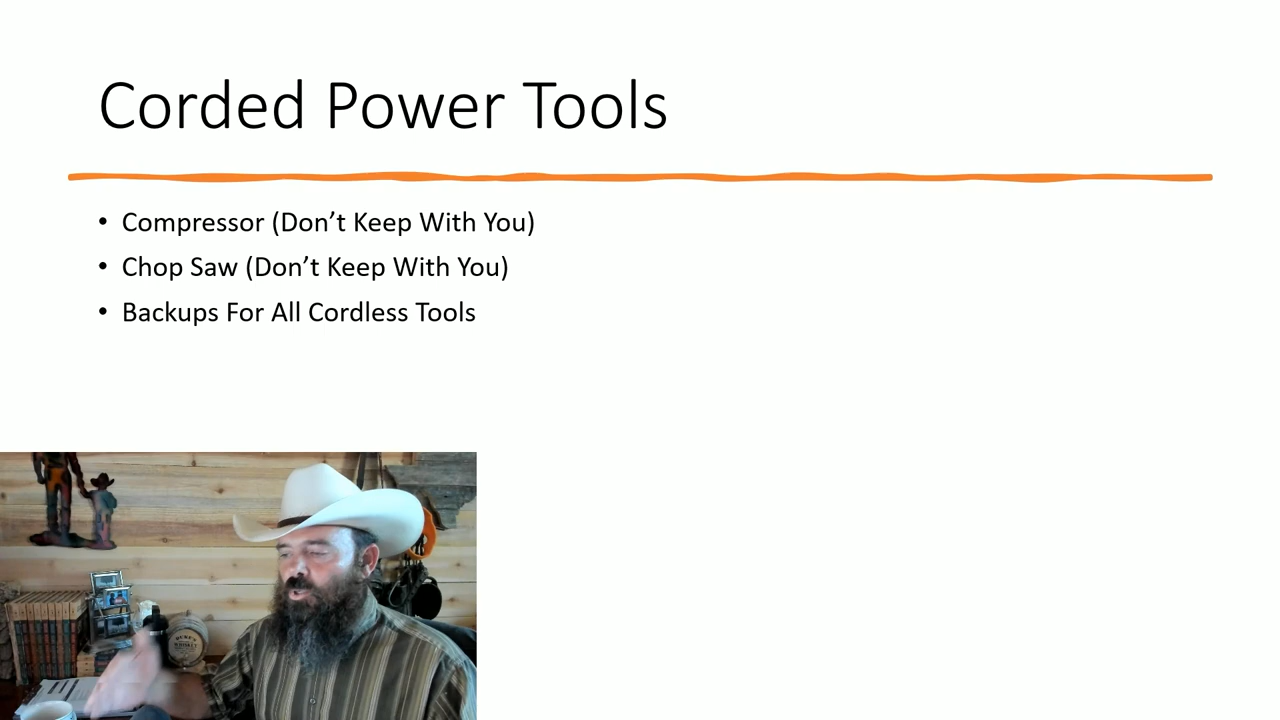 Corded Power Tools
• Compressor (Don’t Keep With You)
• Chop Saw (Don’t Keep With You)
• Backups For All Cordless Tools
WHISKEY